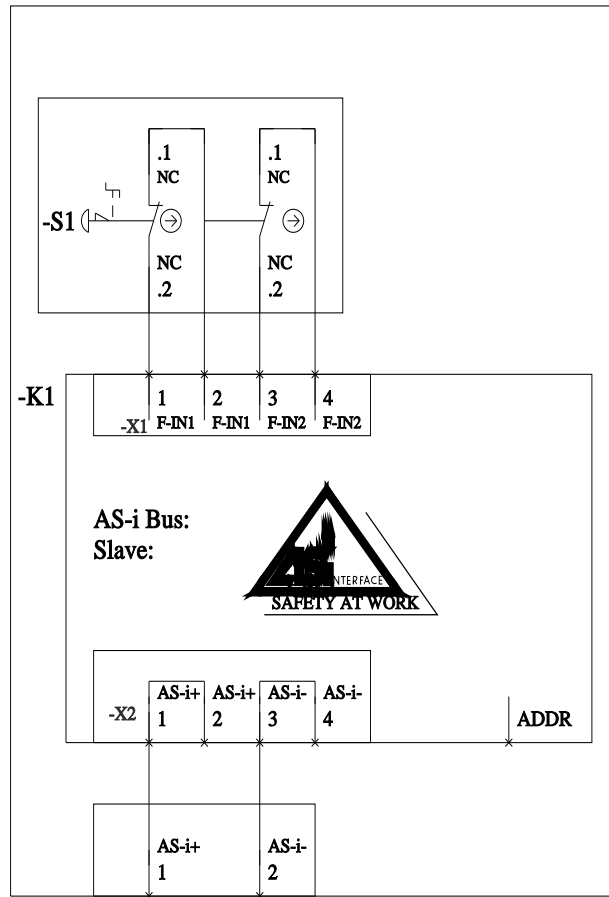 .1 .1
NC NC
-S1
NC NC
.2 .2
-K1
1 2 3 4
-X1 F-IN1 F-IN1 F-IN2 F-IN2
AS-i Bus:
Slave:
INTERFACE
SAFETY AT WORK
AS-i+ AS-i+ AS-i- AS-i-
-X2 1 2 3 4 ADDR
AS-i+ AS-i-
1 2